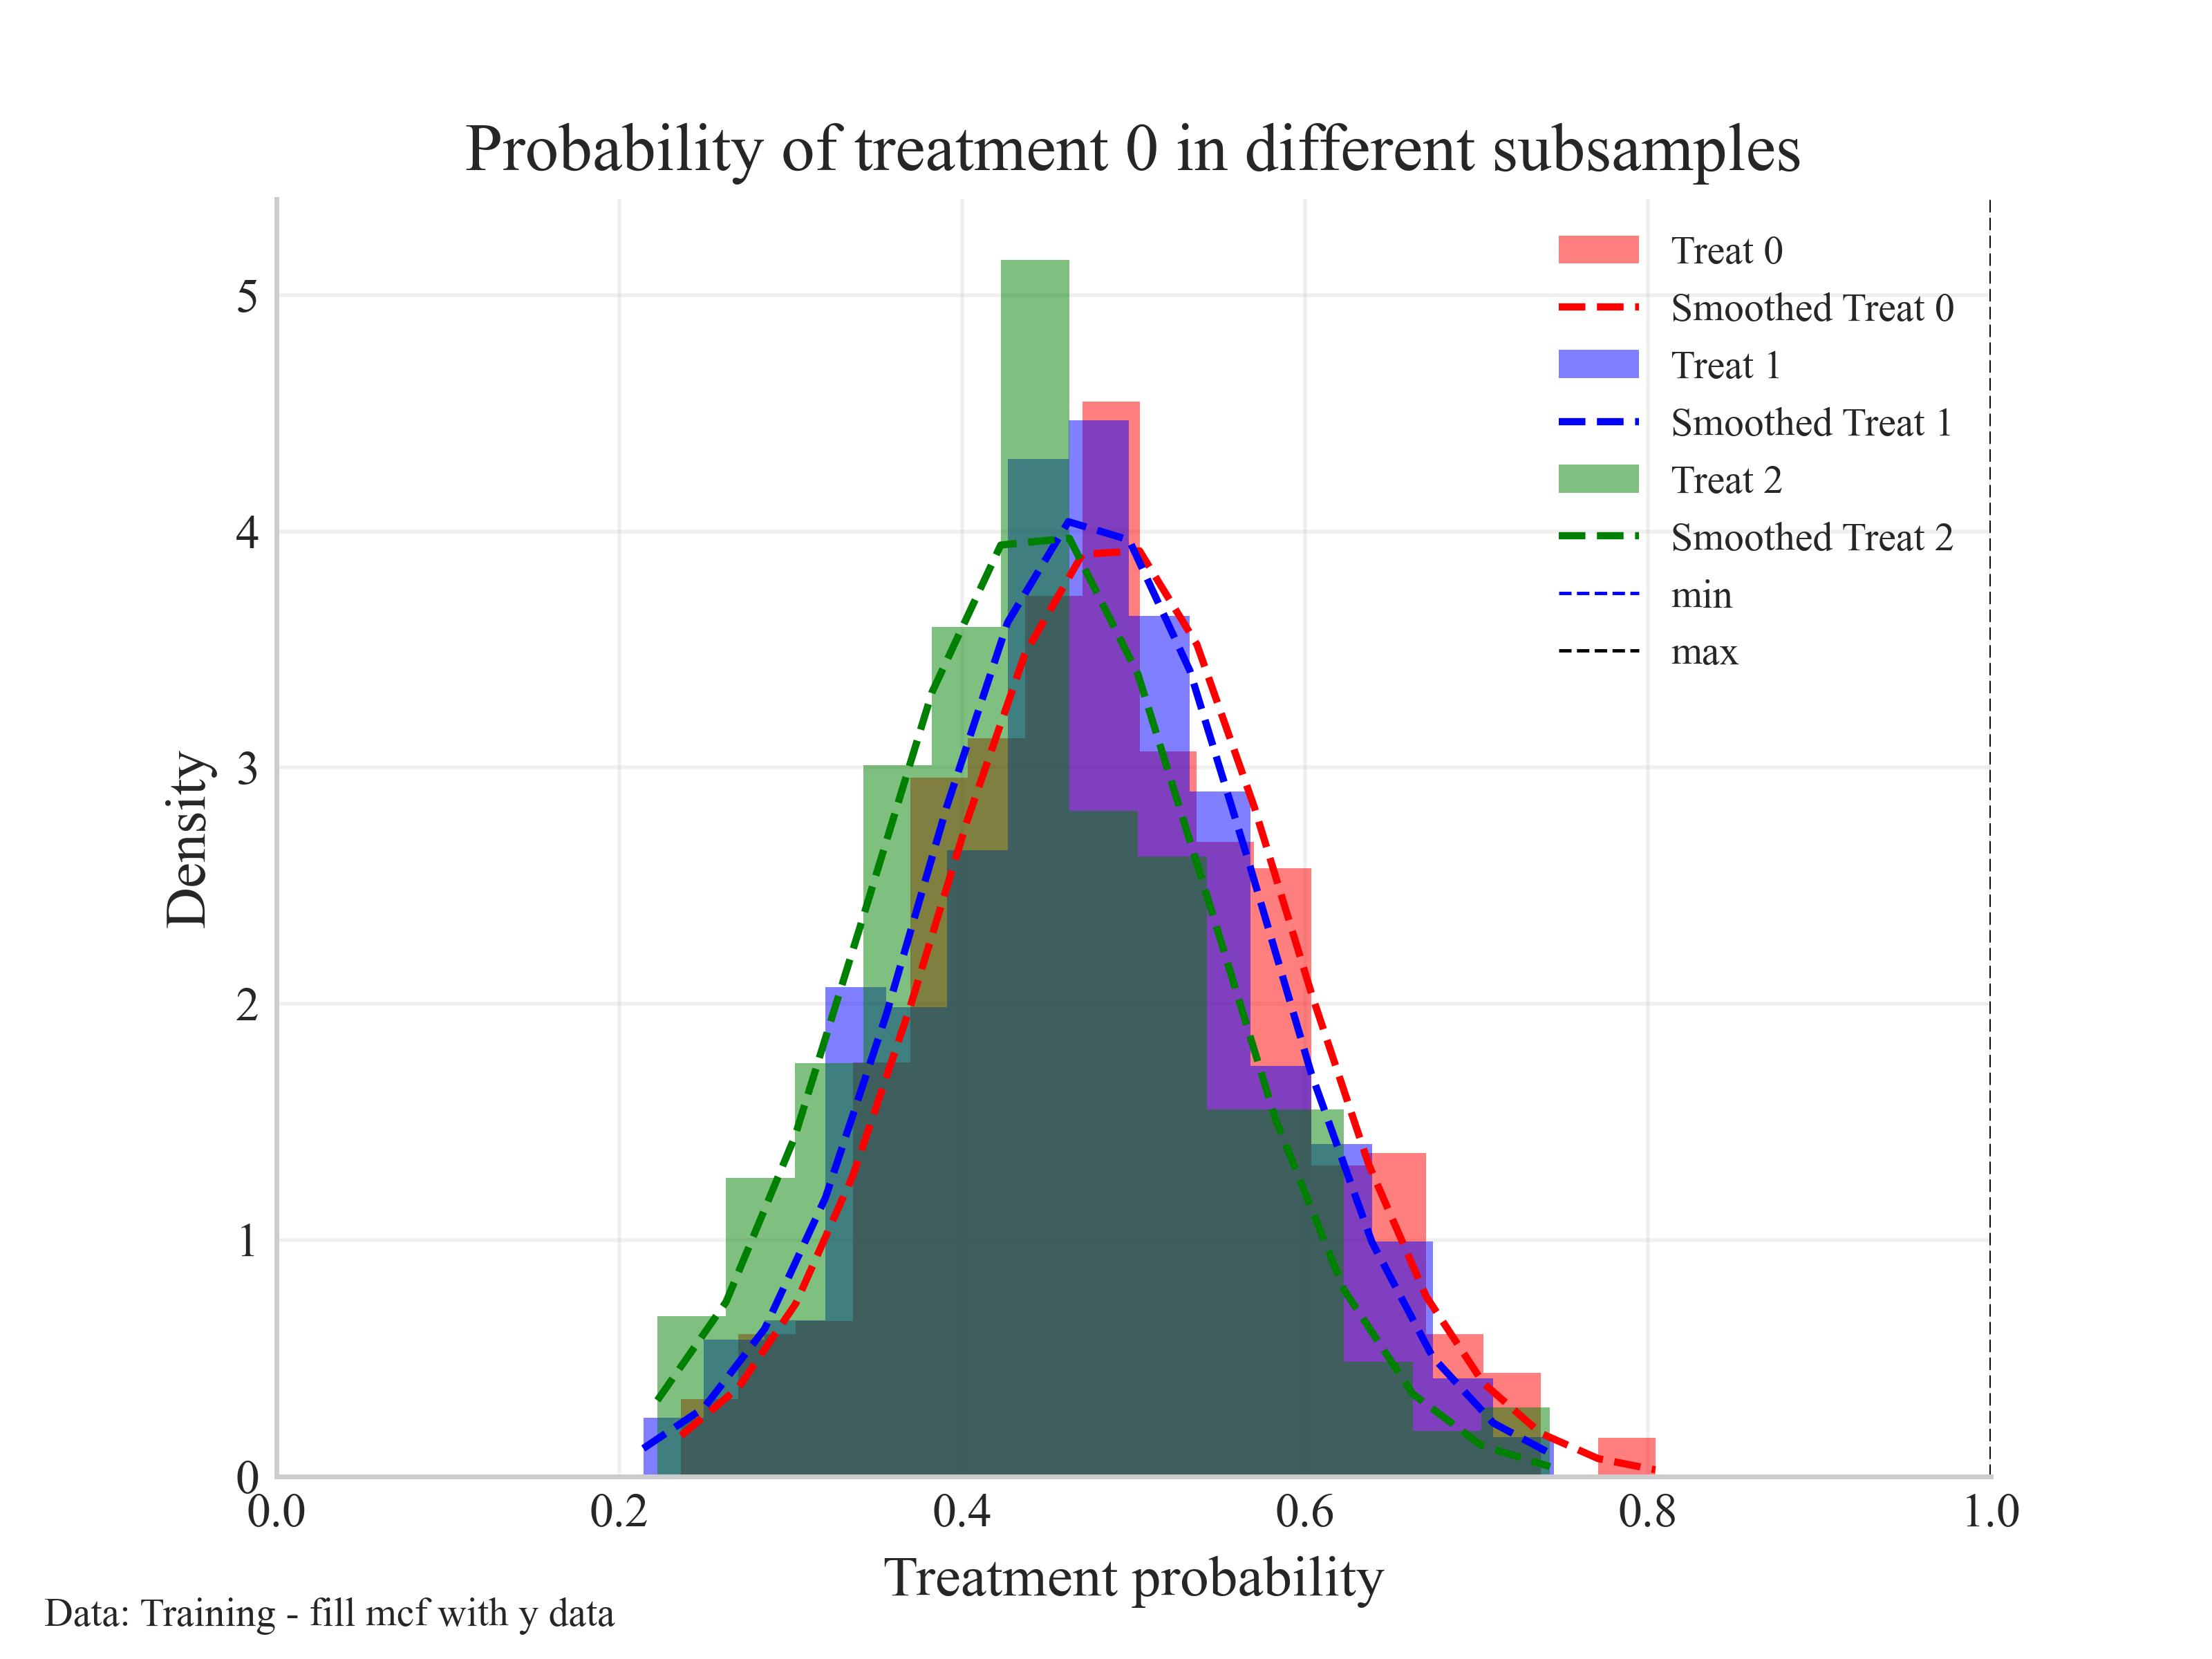 Probability of treatment 0 in different subsamples
Treat 0
Smoothed Treat 0
Treat 1
Smoothed Treat 1
Treat 2
Smoothed Treat 2
min
max
Density
5
4
3
2
1
0
0.0 0.2 0.4 0.6 0.8 1.0
Treatment probability
Data: Training - fill mcf with y data